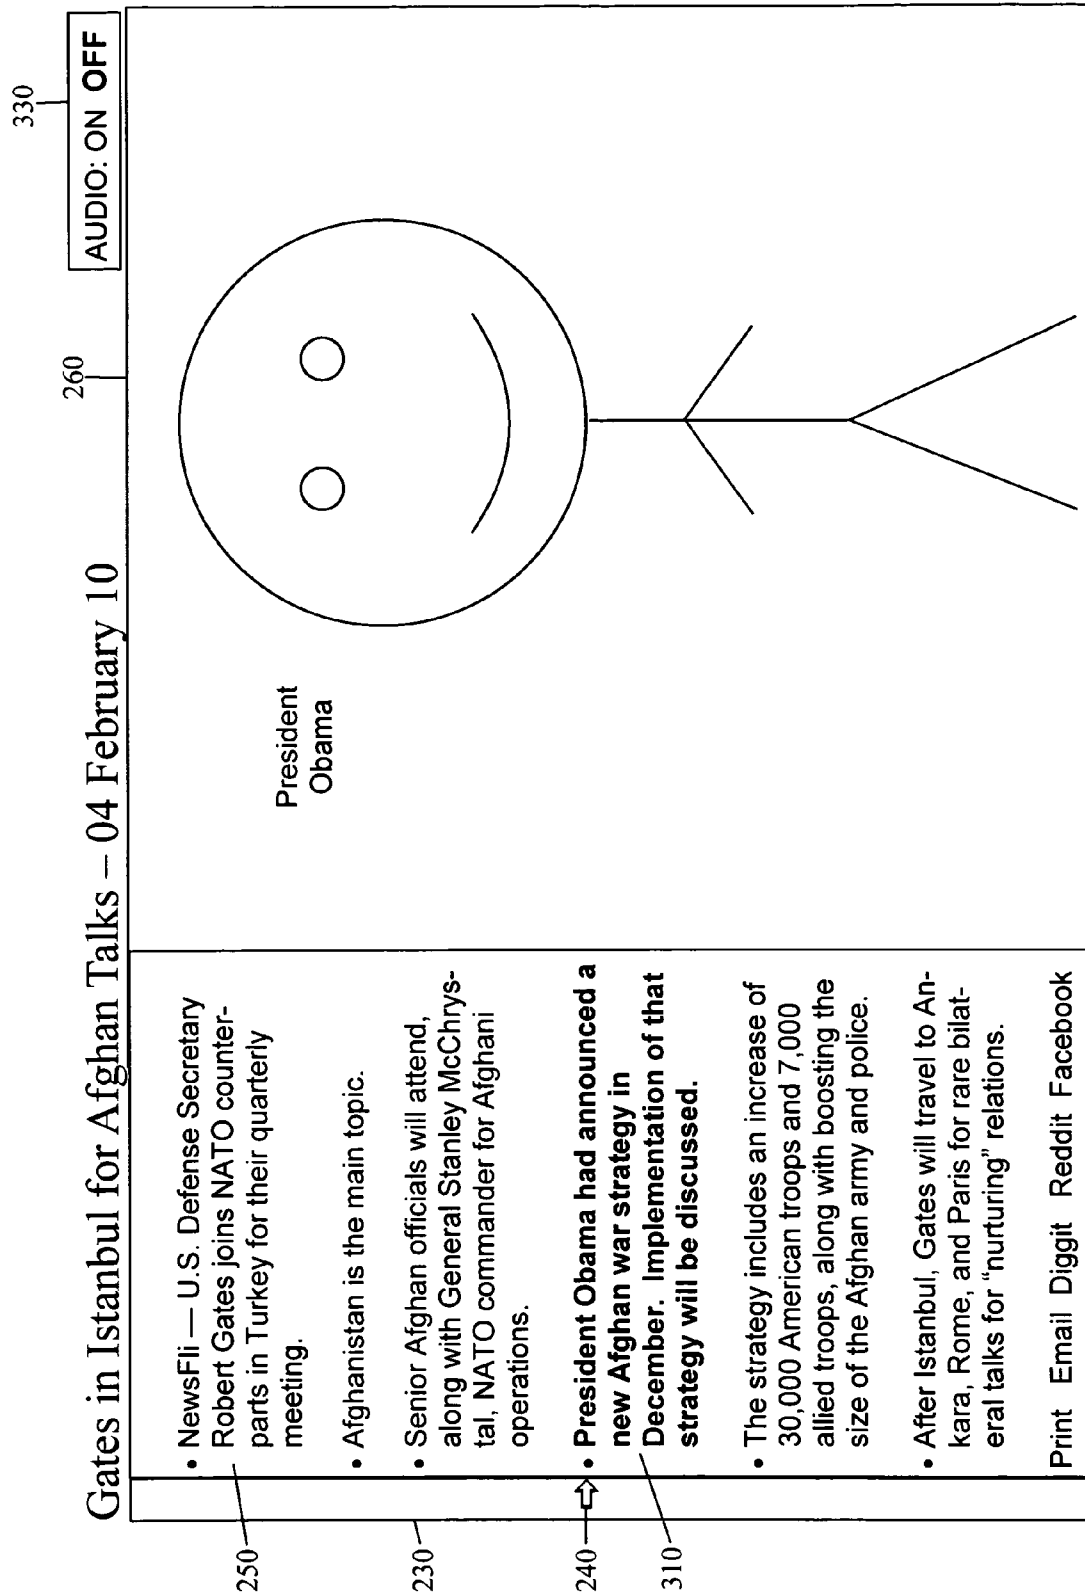 330
AUDIO: ON OFF
260
Gates in Istanbul for Afghan Talks – 04 February 10
• NewsFli — U.S. Defense Secretary
Robert Gates joins NATO counter-
parts in Turkey for their quarterly
meeting.
• Afghanistan is the main topic.
• Senior Afghan officials will attend,
along with General Stanley McChrys-
tal, NATO commander for Afghani
operations.
• President Obama had announced a
new Afghan war strategy in
December. Implementation of that
strategy will be discussed.
• The strategy includes an increase of
30,000 American troops and 7,000
allied troops, along with boosting the
size of the Afghan army and police.
• After Istanbul, Gates will travel to An-
kara, Rome, and Paris for rare bilat-
eral talks for “nurturing” relations.
Print Email Diggit Reddit Facebook
President
Obama
250
230
240
310